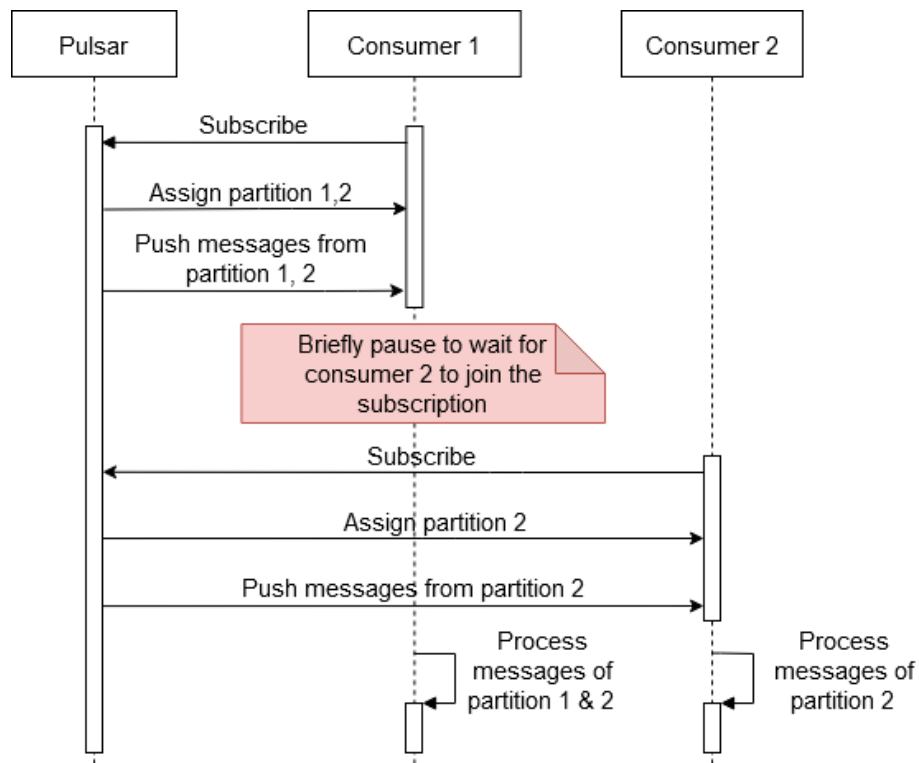 Pulsar
Consumer 1
Consumer 2
Subscribe
Assign partition 1,2
Push messages from
partition 1, 2
Briefly pause to wait for
consumer 2 to join the
subscription
Subscribe
Assign partition 2
Push messages from partition 2
Process
messages of
partition 1 & 2
Process
messages of
partition 2